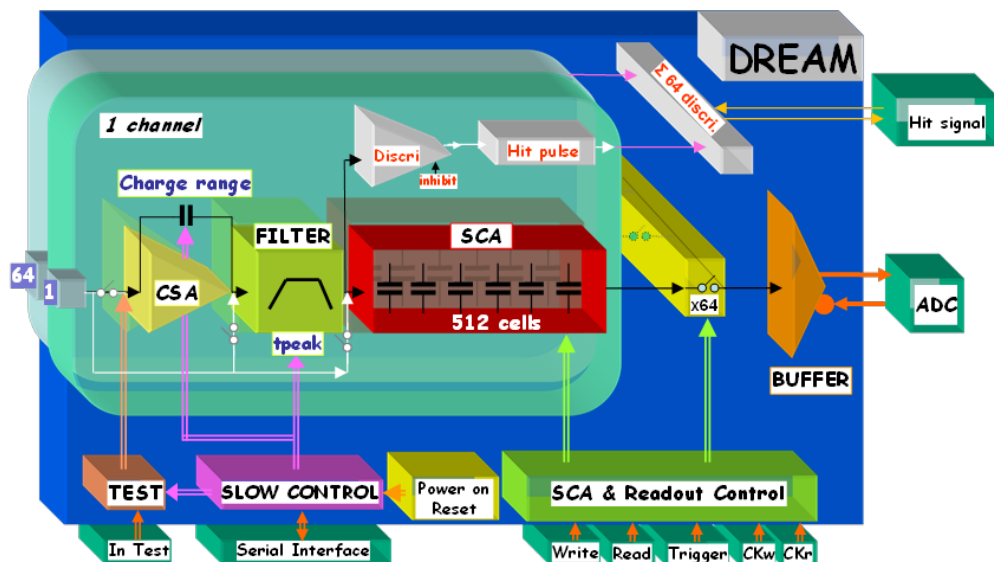 DREAM
Σ 64 discri.
Hit signal
1 channel
Discri
Hit pulse
inhibit
Charge range
FILTER
SCA
64
1
CSA
x64
ADC
512 cells
tpeak
BUFFER
TEST
SLOW CONTROL
Power on
Reset
SCA & Readout Control
In Test
Serial Interface
Write
Read
Trigger
CKw
CKr